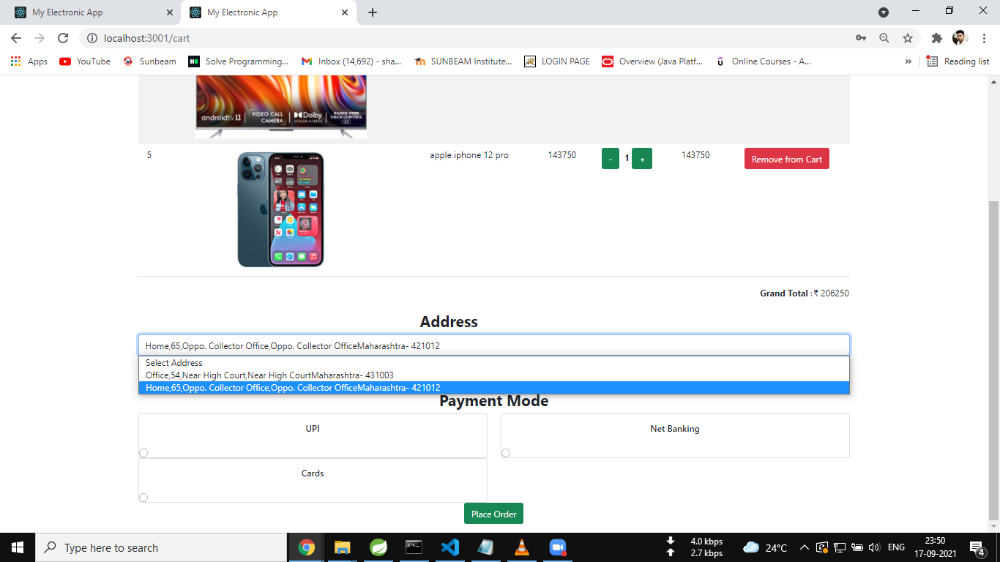 My Electronic App
My Electronic App
localhost:3001/cart
Apps YouTube Sunbeam Solve Programming... Inbox (14,692) - sha... SUNBEAM Institute... LOGIN PAGE Overview (Java Platf... Online Courses - A... » Reading list
androidtv11 VIDEO CALL CAMERA Dolby VISION·ATMOS HANDS-FREE VOICE CONTROL
5 apple iphone 12 pro 143750 - 1 + 143750 Remove from Cart
Grand Total : ₹ 206250
Address
Home,65,Oppo. Collector Office,Oppo. Collector OfficeMaharashtra- 421012
Select Address
Office,54,Near High Court,Near High CourtMaharashtra- 431003
Home,65,Oppo. Collector Office,Oppo. Collector OfficeMaharashtra- 421012
Payment Mode
UPI Net Banking
Cards
Place Order
Type here to search
4.0 kbps
2.7 kbps
24°C
ENG
23:50
17-09-2021
4